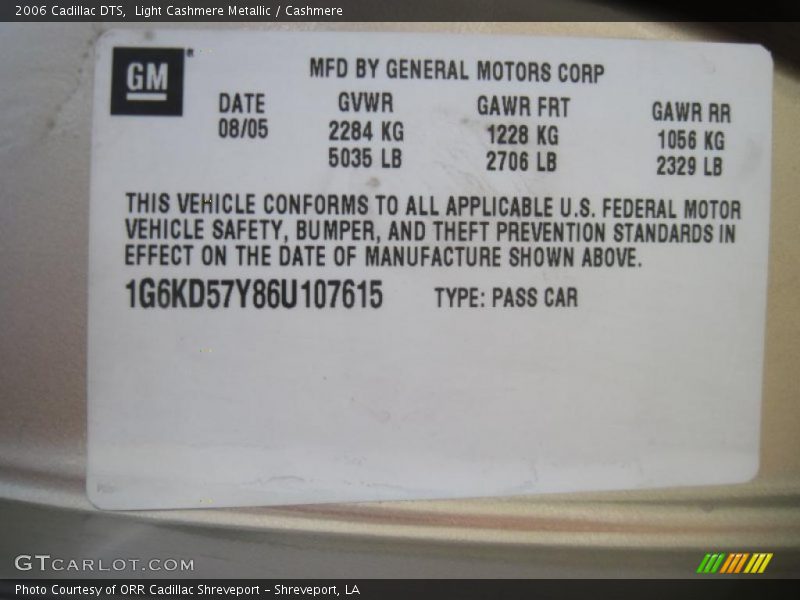 2006 Cadillac DTS, Light Cashmere Metallic / Cashmere
GM
MFD BY GENERAL MOTORS CORP
DATE GVWR GAWR FRT GAWR RR
08/05 2284 KG 1228 KG 1056 KG
5035 LB 2706 LB 2329 LB
THIS VEHICLE CONFORMS TO ALL APPLICABLE U.S. FEDERAL MOTOR
VEHICLE SAFETY, BUMPER, AND THEFT PREVENTION STANDARDS IN
EFFECT ON THE DATE OF MANUFACTURE SHOWN ABOVE.
1G6KD57Y86U107615 TYPE: PASS CAR
GTCARLOT.COM
Photo Courtesy of ORR Cadillac Shreveport - Shreveport, LA